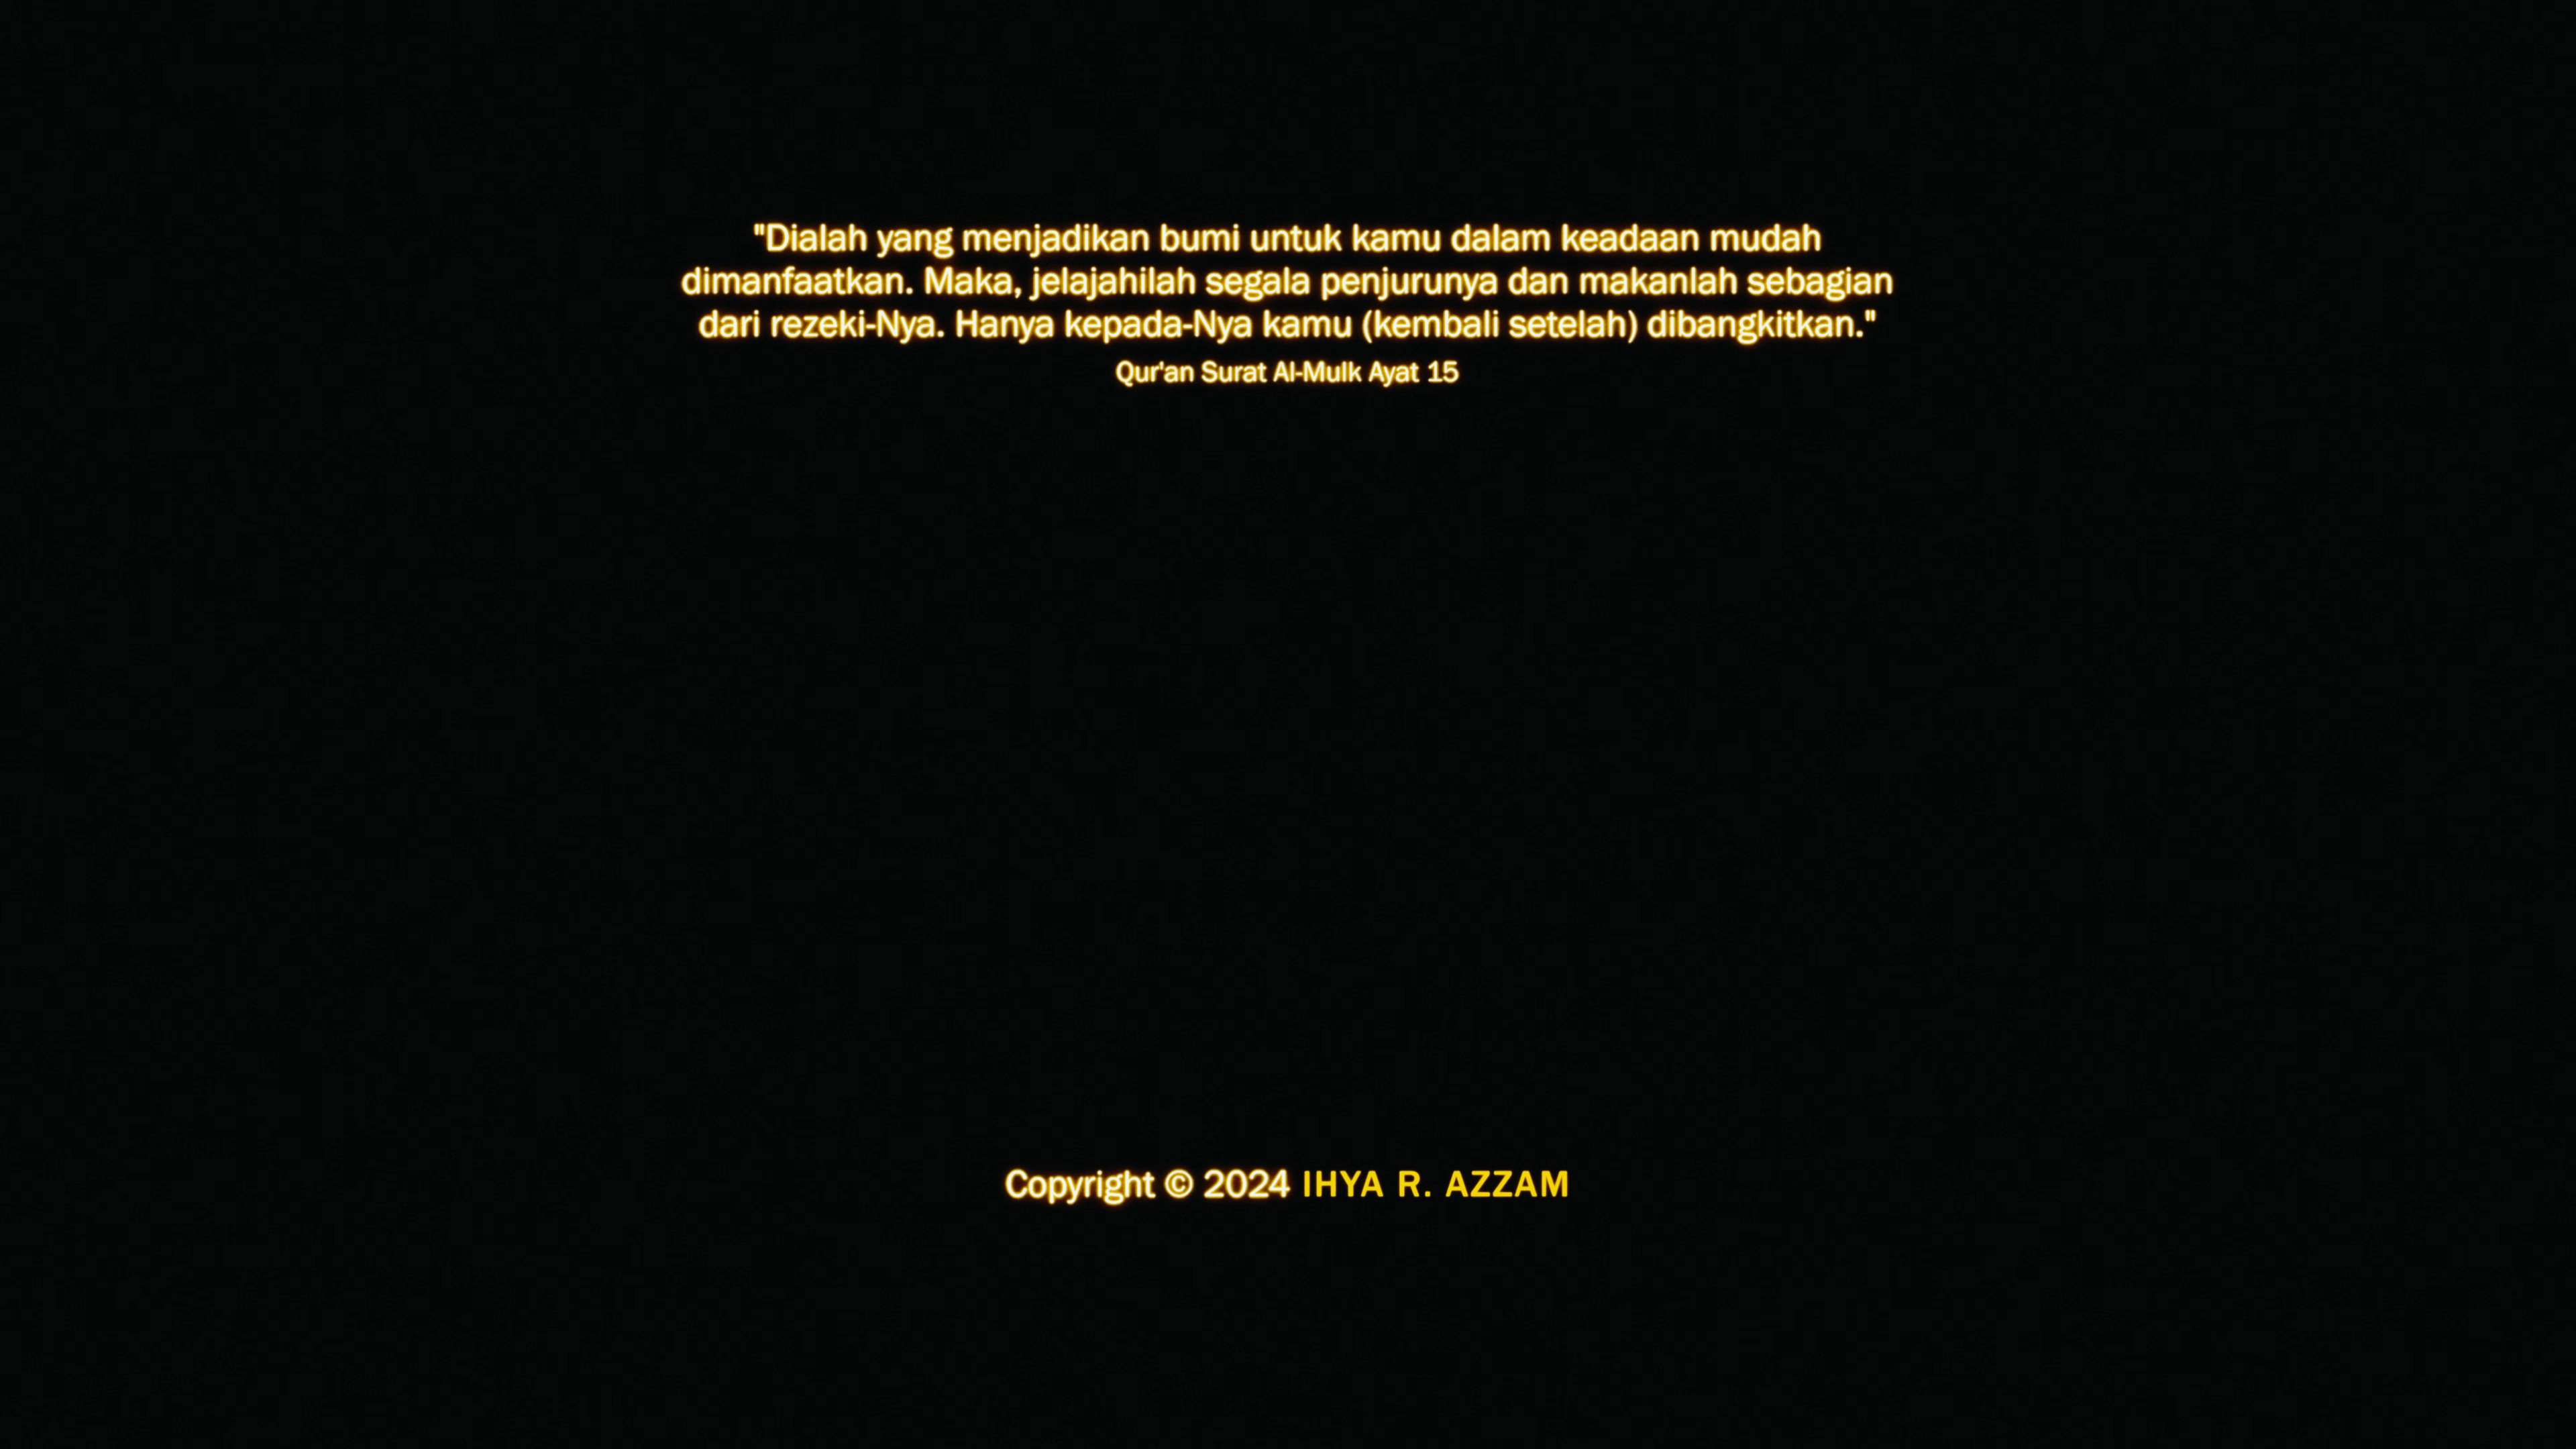 "Dialah yang menjadikan bumi untuk kamu dalam keadaan mudah
dimanfaatkan. Maka, jelajahilah segala penjurunya dan makanlah sebagian
dari rezeki-Nya. Hanya kepada-Nya kamu (kembali setelah) dibangkitkan."
Qur'an Surat Al-Mulk Ayat 15
Copyright © 2024 IHYA R. AZZAM